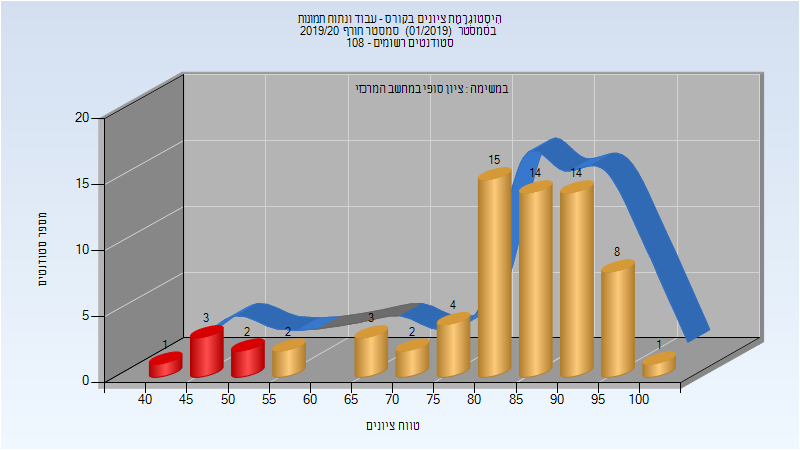 היסטוגרמת ציונים בקורס - עבוד ונתוח תמונות
בסמסטר (01/2019) סמסטר חורף 2019/20
סטודנטים רשומים - 108
במשימה : ציון סופי במחשב המרכזי
20
15
10
5
0
מספר סטודנטים
1
3
2
2
3
2
4
15
14
14
8
1
40 45 50 55 60 65 70 75 80 85 90 95 100
טווח ציונים